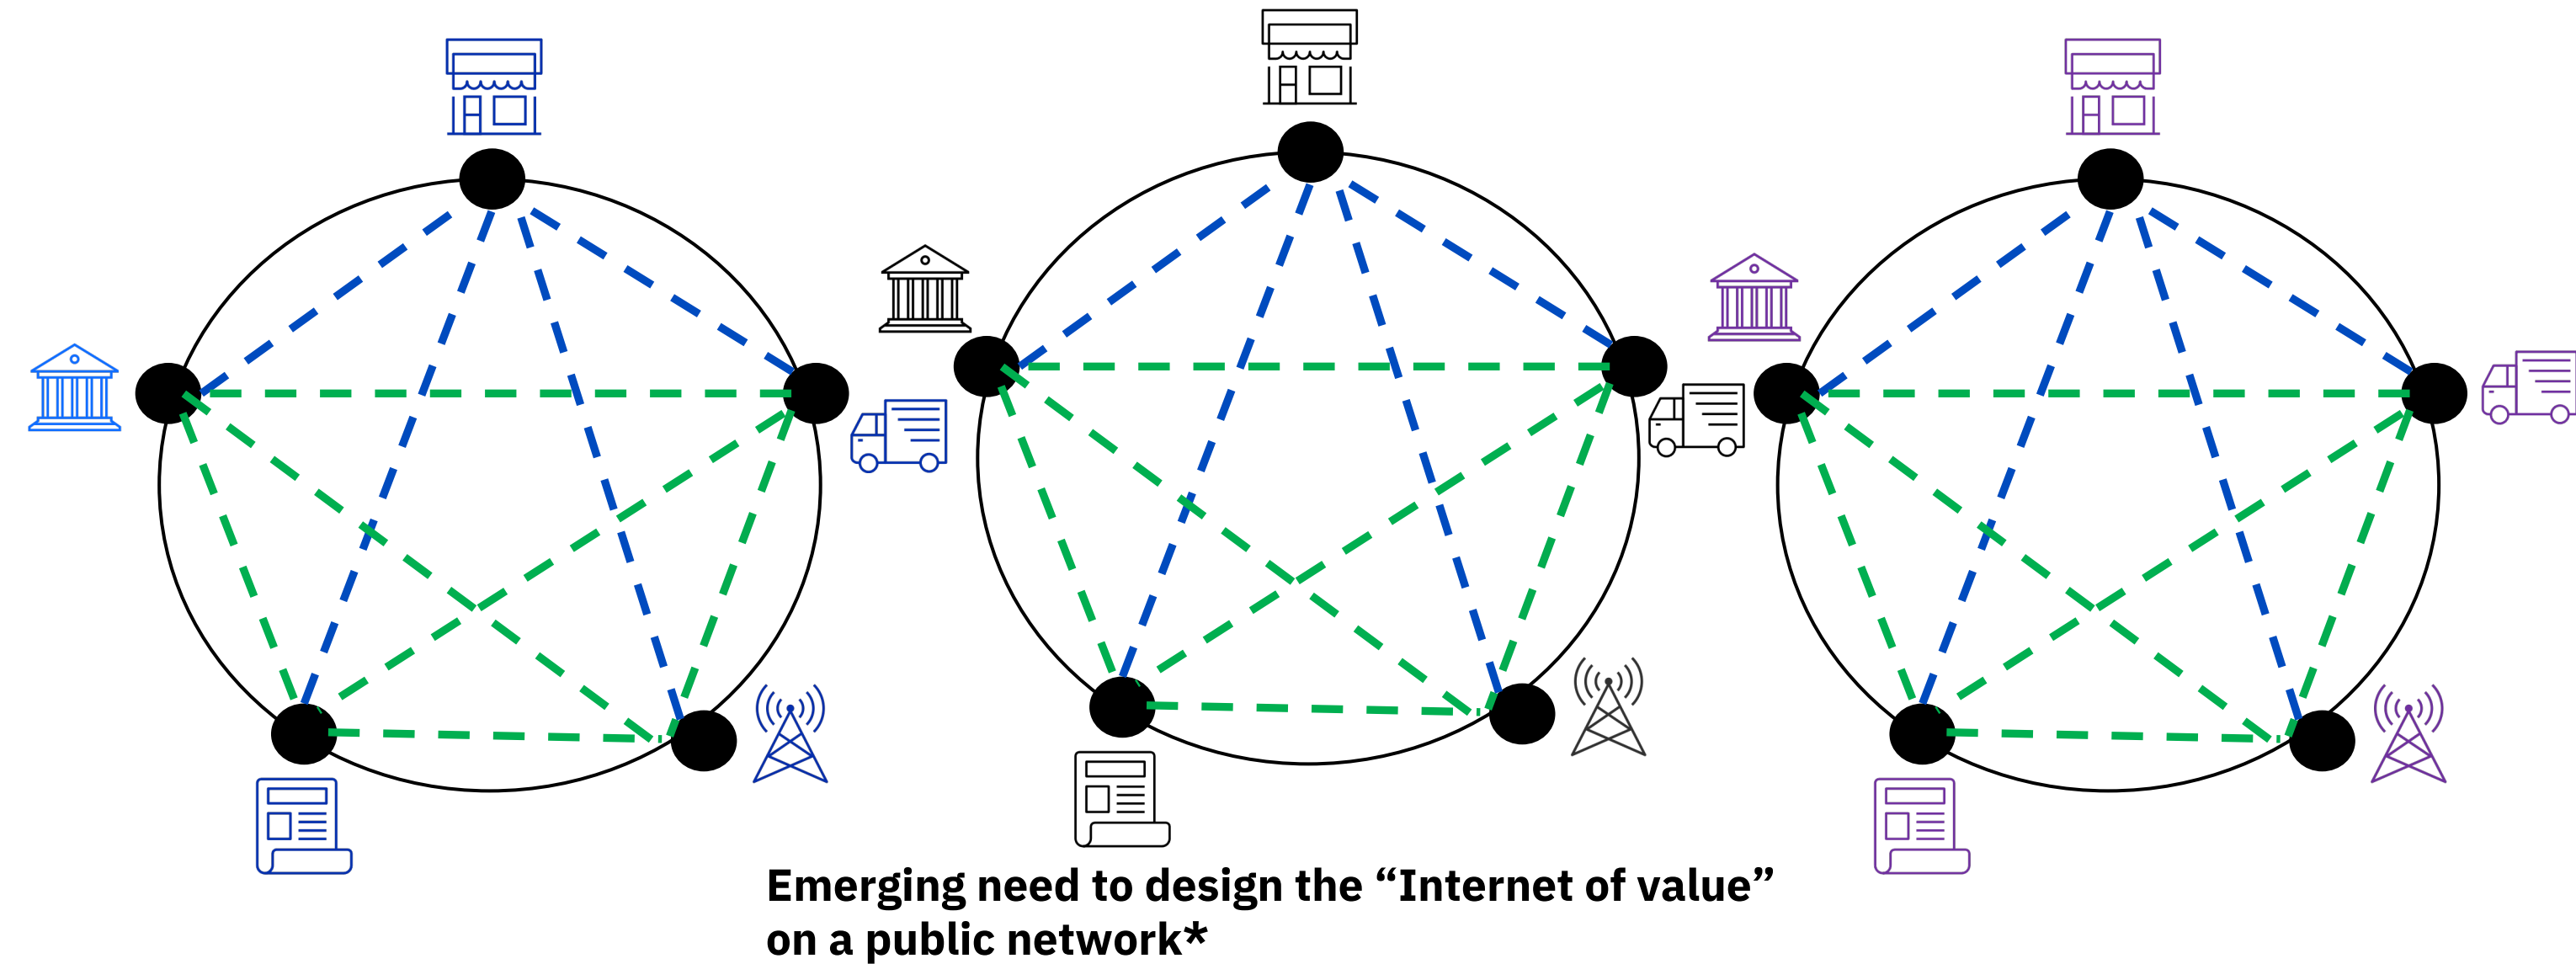 Emerging need to design the “Internet of value”
on a public network*